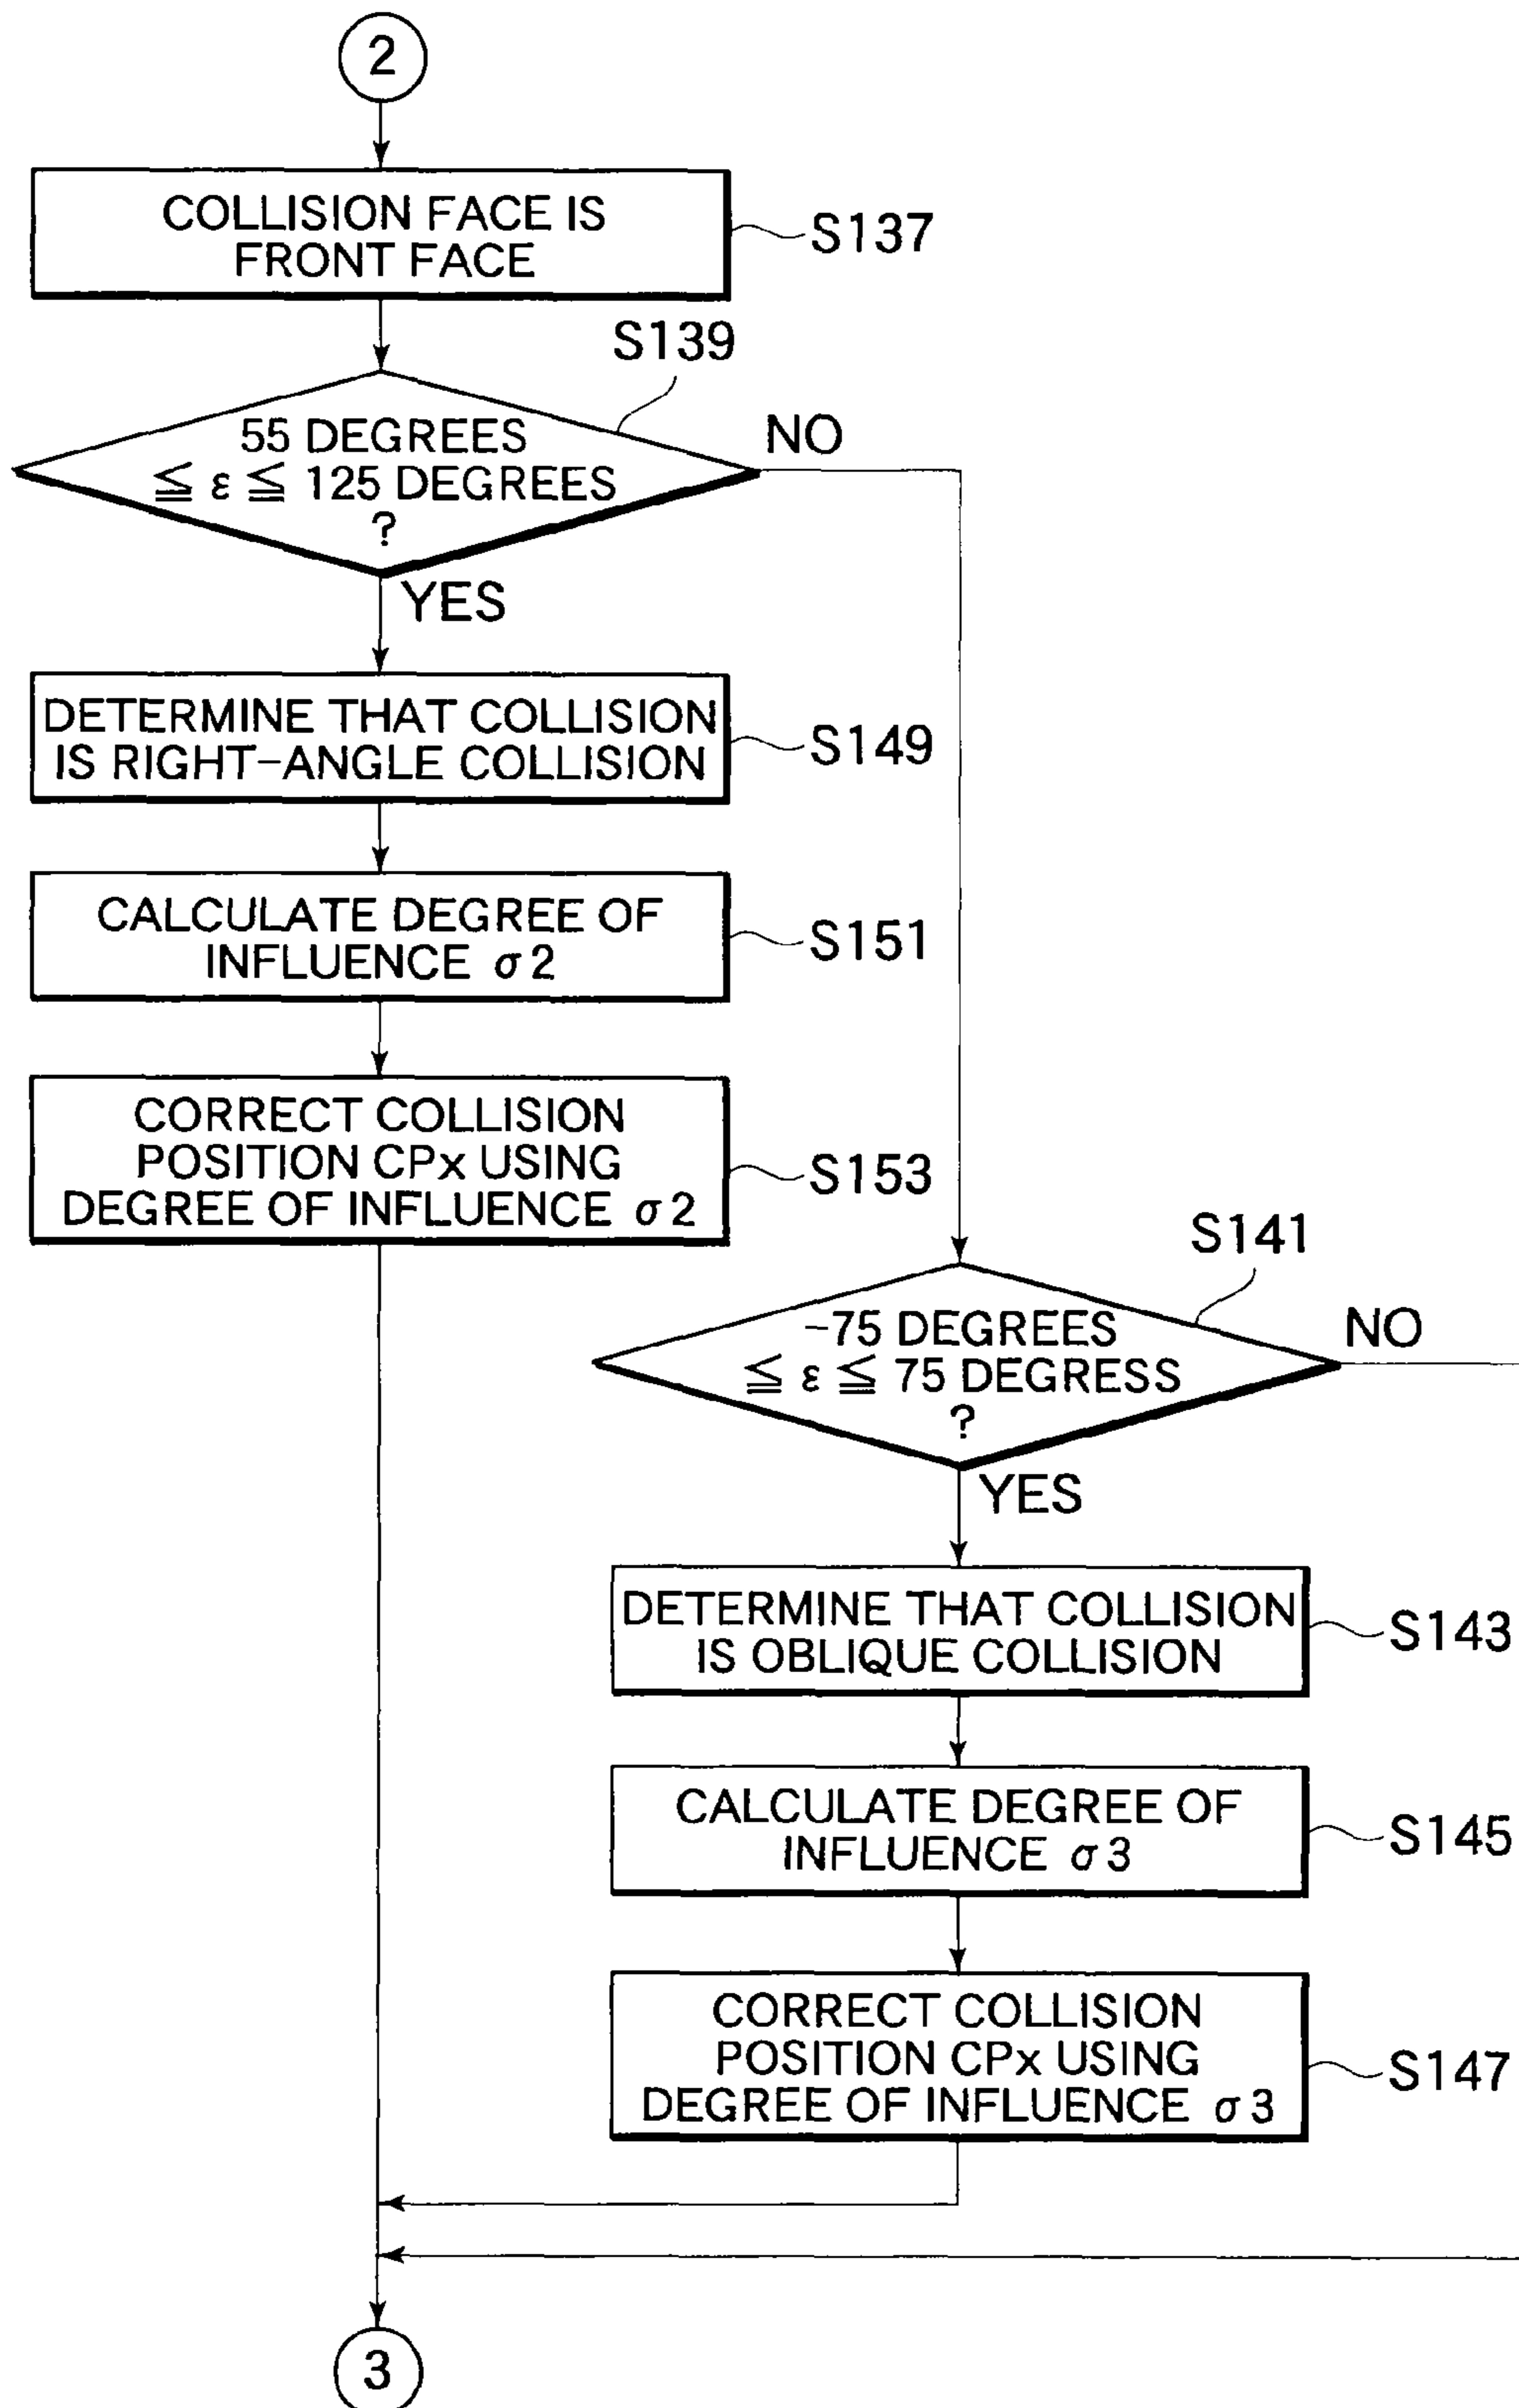 2
COLLISION FACE IS
FRONT FACE
S137
S139
55 DEGREES
≦ ε ≦ 125 DEGREES
?
NO
YES
DETERMINE THAT COLLISION
IS RIGHT-ANGLE COLLISION
S149
CALCULATE DEGREE OF
INFLUENCE σ2
S151
CORRECT COLLISION
POSITION CPx USING
DEGREE OF INFLUENCE σ2
S153
S141
-75 DEGREES
≦ ε ≦ 75 DEGRESS
?
NO
YES
DETERMINE THAT COLLISION
IS OBLIQUE COLLISION
S143
CALCULATE DEGREE OF
INFLUENCE σ3
S145
CORRECT COLLISION
POSITION CPx USING
DEGREE OF INFLUENCE σ3
S147
3